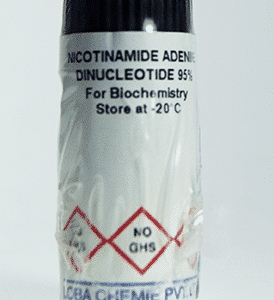 NICOTINAMIDE ADENI
DINUCLEOTIDE 95%
For Biochemistry
Store at -20°C
NO
GHS
LOBA CHEMIE PVT.